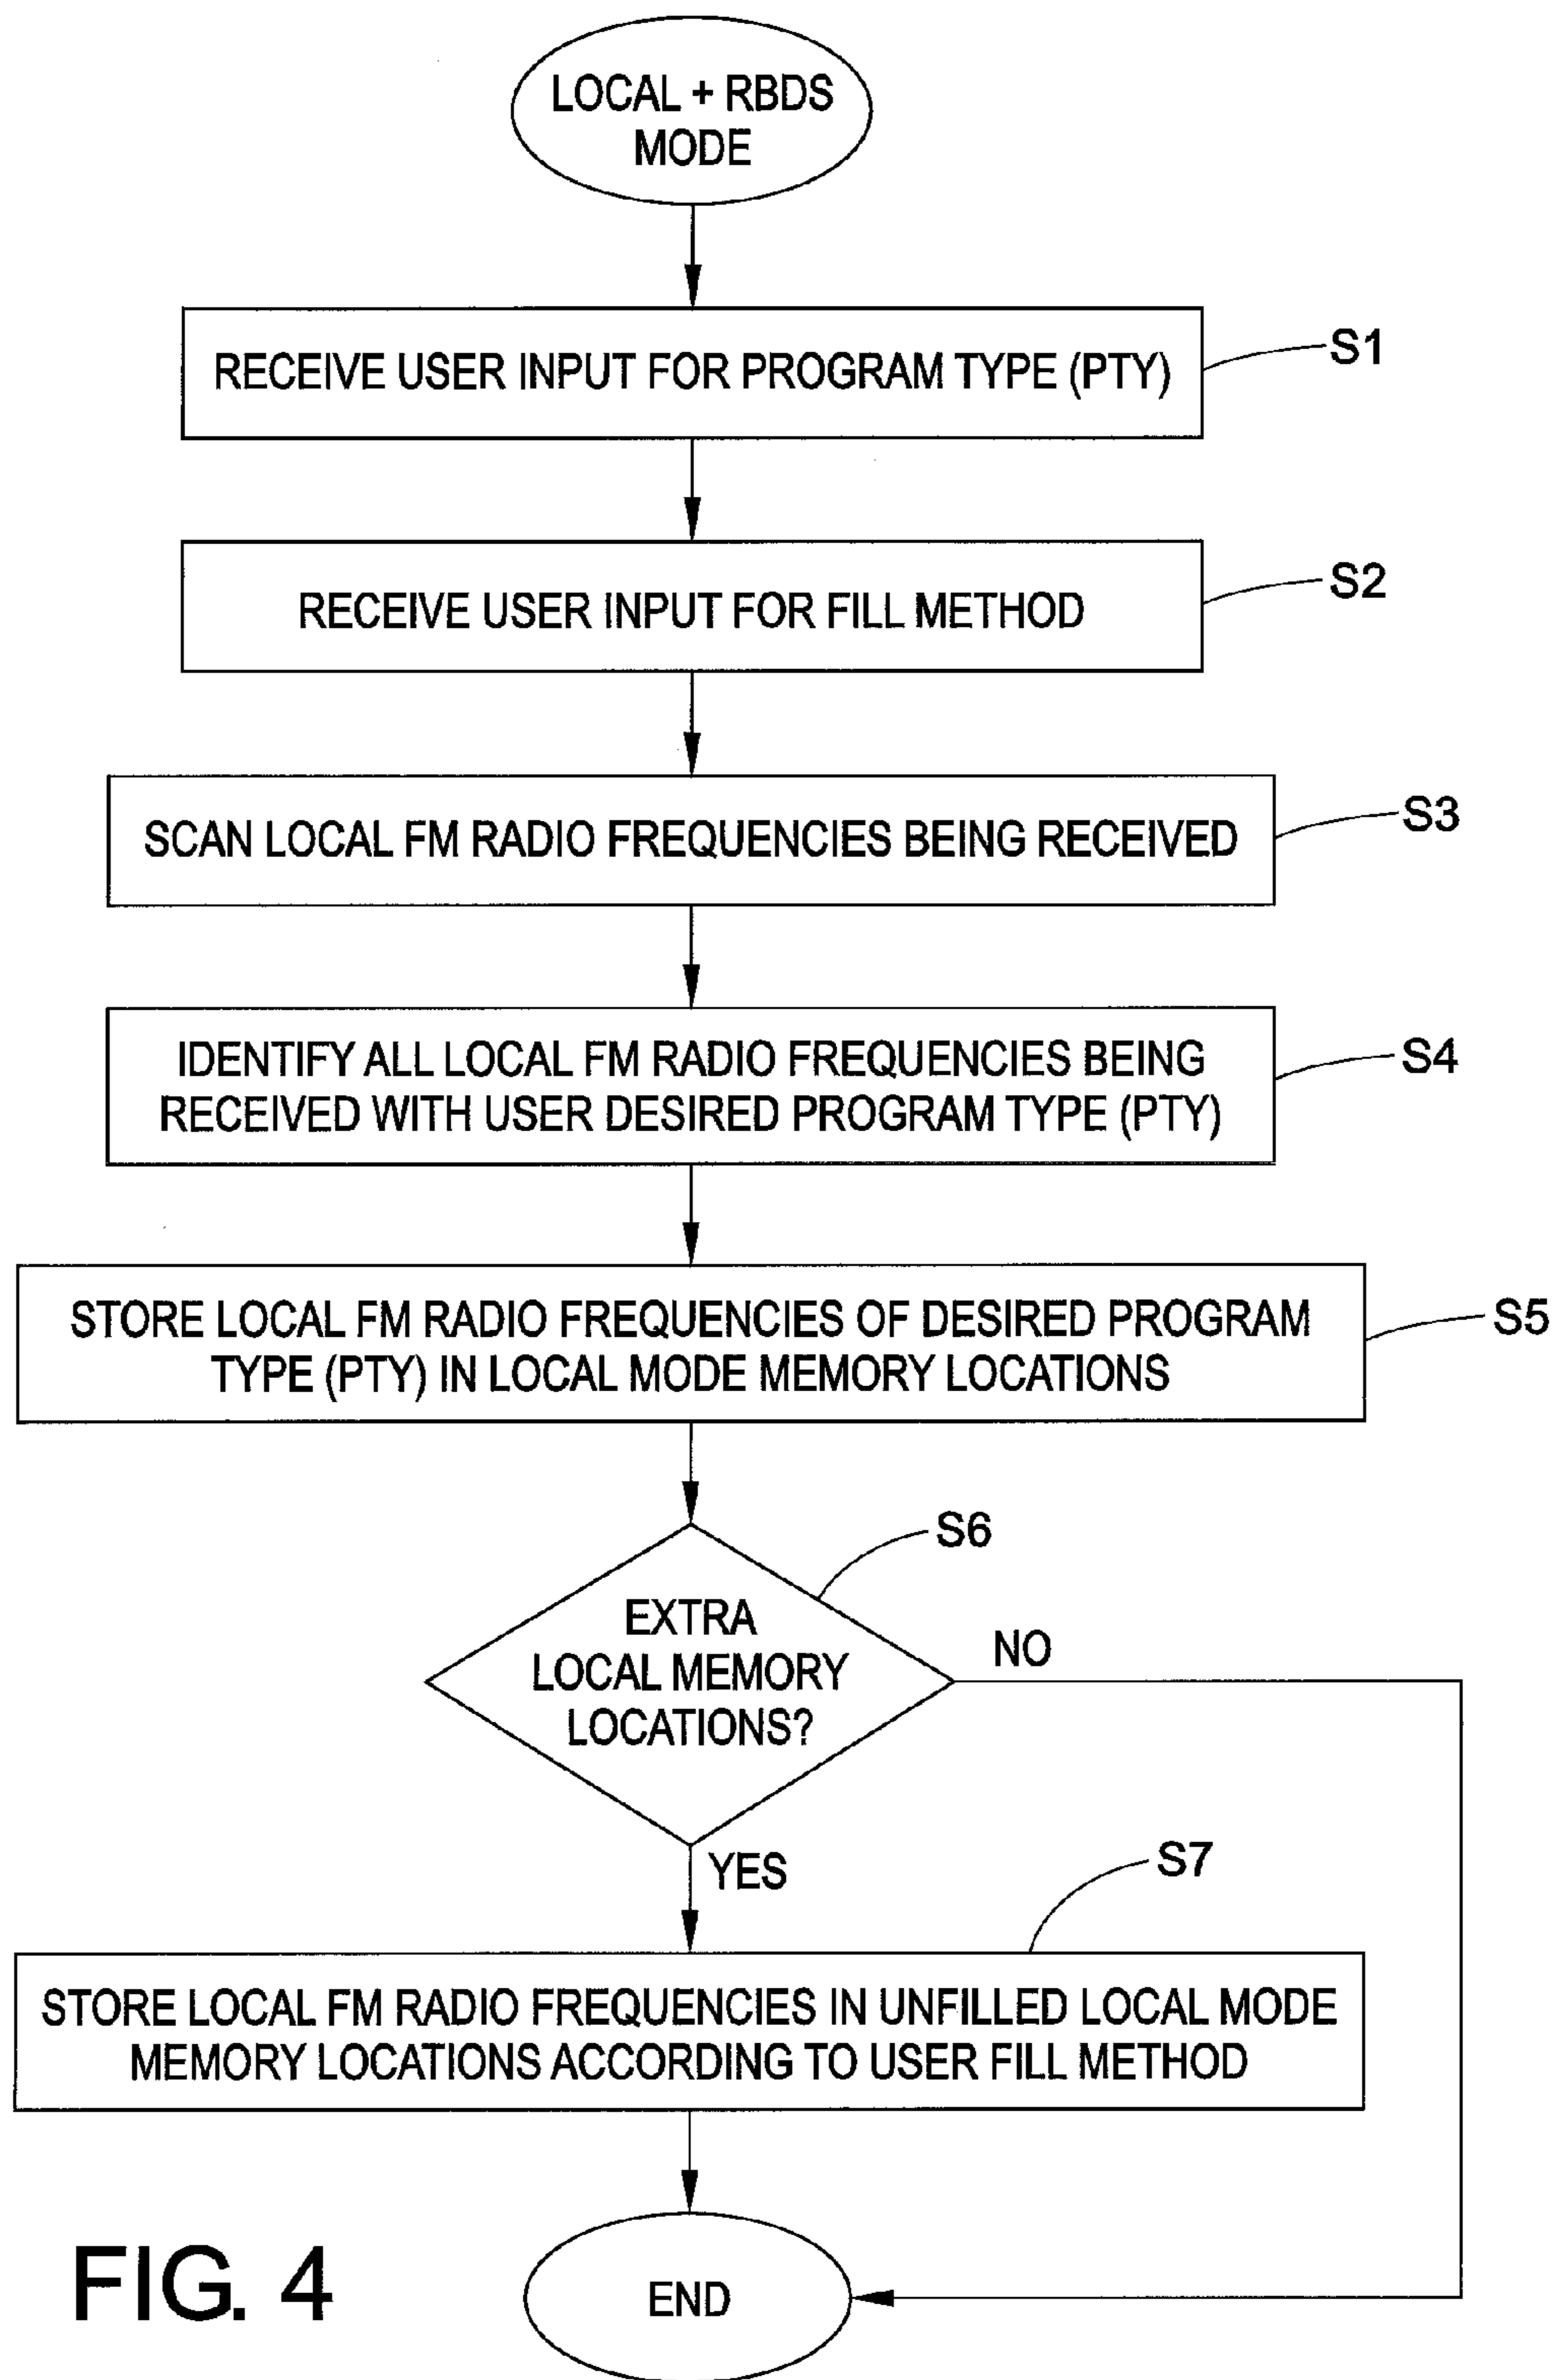 LOCAL + RBDS
MODE
RECEIVE USER INPUT FOR PROGRAM TYPE (PTY)
S1
RECEIVE USER INPUT FOR FILL METHOD
S2
SCAN LOCAL FM RADIO FREQUENCIES BEING RECEIVED
S3
IDENTIFY ALL LOCAL FM RADIO FREQUENCIES BEING
RECEIVED WITH USER DESIRED PROGRAM TYPE (PTY)
S4
STORE LOCAL FM RADIO FREQUENCIES OF DESIRED PROGRAM
TYPE (PTY) IN LOCAL MODE MEMORY LOCATIONS
S5
S6
EXTRA
LOCAL MEMORY
LOCATIONS?
NO
YES
S7
STORE LOCAL FM RADIO FREQUENCIES IN UNFILLED LOCAL MODE
MEMORY LOCATIONS ACCORDING TO USER FILL METHOD
END
FIG. 4